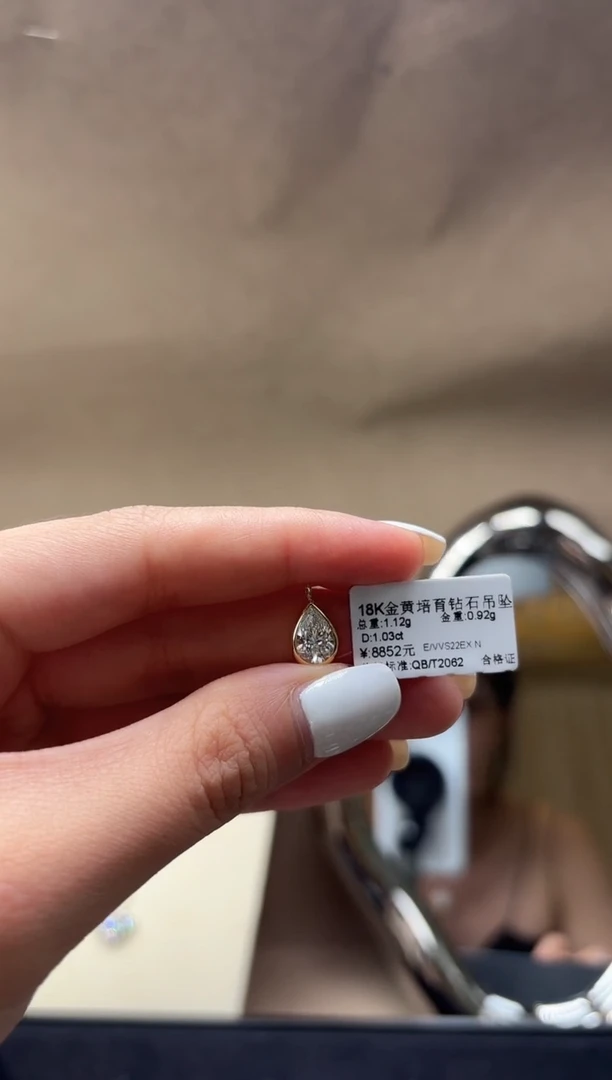 18K金黄培育钻石吊坠
总重:1.12g 金重:0.92g
D:1.03ct
¥:8852元 E/VVS22EX N
标准:QB/T2062 合格证